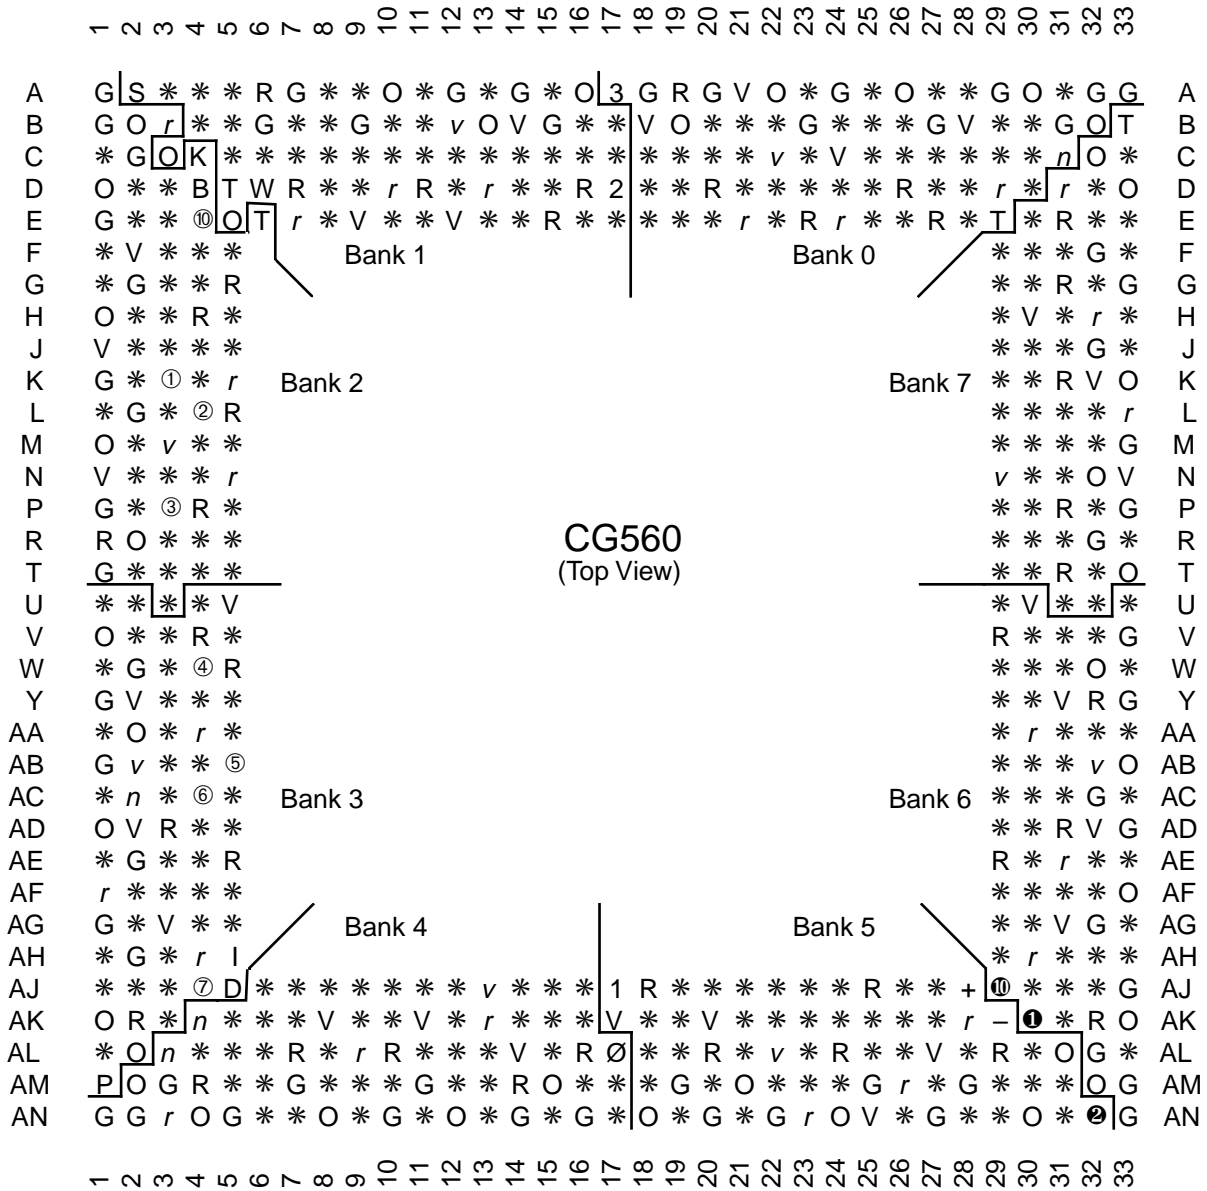 1 2 3 4 5 6 7 8 9 10 11 12 13 14 15 16 17 18 19 20 21 22 23 24 25 26 27 28 29 30 31 32 33
A G S * * * R G * * O * G * G * O 3 G R G V O * G * O * * G O * G G A
B G O r * * G * * G * * v O V G * * V O * * * G * * * G V * * G O T B
C * G O K * * * * * * * * * * * * * * * * * v * V * * * * * * n O * C
D O * * B T W R * * r R * r * * R 2 * * R * * * * * R * * r * r * O D
E G * * ⑩ O T r * V * * V * * R * * * * * r * R r * * R * T * R * * E
Bank 1 Bank 0
F * V * * * * * * G * F
G * G * * R * * R * G G
H O * * R * * V * r * H
J V * * * * * * * G * J
K G * ① * r Bank 2 Bank 7 * * R V O K
L * G * ② R * * * * r L
M O * v * * * * * * G M
N V * * * r v * * O V N
P G * ③ R * * * R * G P
CG560
R R O * * * * * * G * R
(Top View)
T G * * * * * * R * O T
U * * * * V * V * * * U
V O * * R * R * * * G V
W * G * ④ R * * * O * W
Y G V * * * * * V R G Y
AA * O * r * * r * * * AA
AB G v * * ⑤ * * * v O AB
AC * n * ⑥ * Bank 3 Bank 6 * * * G * AC
AD O V R * * * * R V G AD
AE * G * * R R * r * * AE
AF r * * * * * * * * O AF
AG G * V * * Bank 4 Bank 5 * * V G * AG
AH * G * r I * r * * * AH
AJ * * * ⑦ D * * * * * * * v * * * 1 R * * * * * * R * * + ❿ * * * G AJ
AK O R * n * * * V * * V * r * * * V * * V * * * * * * * r – ❶ * R O AK
AL * O n * * * R * r R * * * V * R Ø * * R * v * R * * V * R * O G * AL
AM P O G R * * G * * * G * * R O * * * G * O * * * G r * G * * * O G AM
AN G G r O G * * O * G * O * G * G * O * G * G r O V * G * * O * ❷ G AN
1 2 3 4 5 6 7 8 9 10 11 12 13 14 15 16 17 18 19 20 21 22 23 24 25 26 27 28 29 30 31 32 33